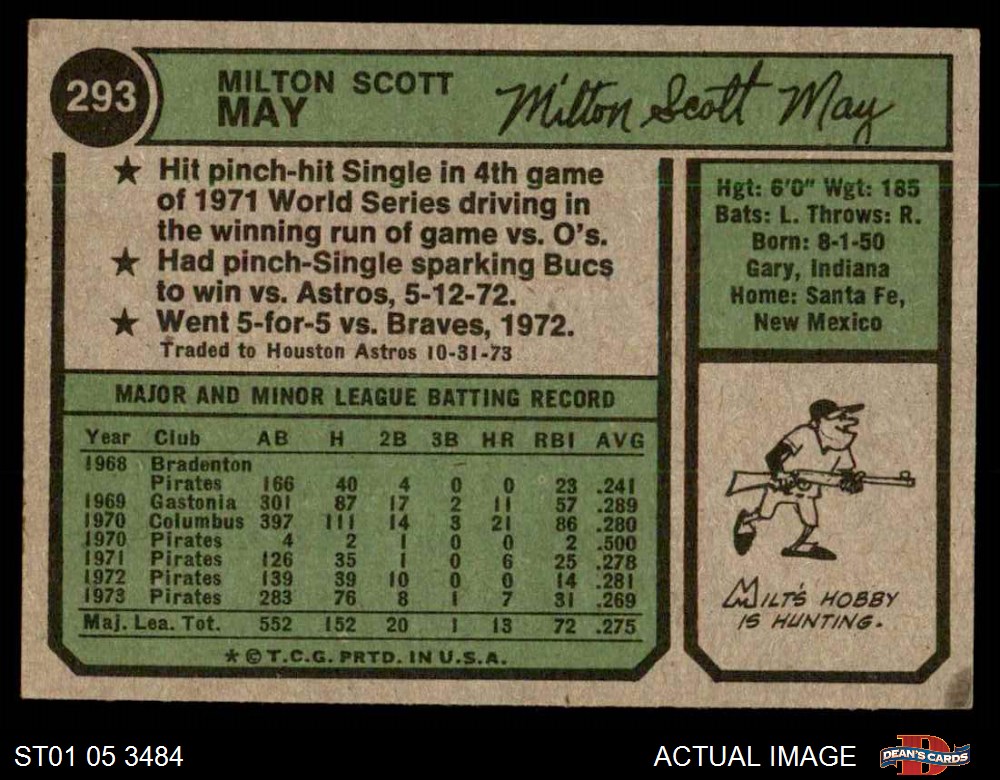 293
MILTON SCOTT
MAY
Milton Scott May
★ Hit pinch-hit Single in 4th game
of 1971 World Series driving in
the winning run of game vs. O's.
★ Had pinch-Single sparking Bucs
to win vs. Astros, 5-12-72.
★ Went 5-for-5 vs. Braves, 1972.
Traded to Houston Astros 10-31-73
Hgt: 6'0" Wgt: 185
Bats: L. Throws: R.
Born: 8-1-50
Gary, Indiana
Home: Santa Fe,
New Mexico
MAJOR AND MINOR LEAGUE BATTING RECORD
Year Club AB H 2B 3B HR RBI AVG
1968 Bradenton
Pirates 166 40 4 0 0 23 .241
1969 Gastonia 301 87 17 2 11 57 .289
1970 Columbus 397 111 14 3 21 86 .280
1970 Pirates 4 2 1 0 0 2 .500
1971 Pirates 126 35 1 0 6 25 .278
1972 Pirates 139 39 10 0 0 14 .281
1973 Pirates 283 76 8 1 7 31 .269
Maj. Lea. Tot. 552 152 20 1 13 72 .275
* © T.C.G. PRTD. IN U.S.A.
MILT'S HOBBY
IS HUNTING.
ST01 05 3484
ACTUAL IMAGE
D
DEAN'S CARDS